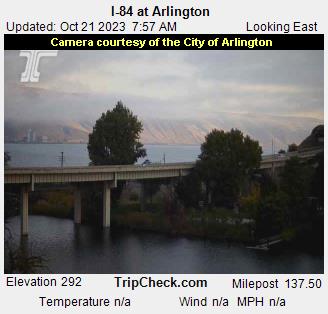 I-84 at Arlington
Updated: Oct 21 2023 7:57 AM Looking East
Camera courtesy of the City of Arlington
Elevation 292 TripCheck.com Milepost 137.50
Temperature n/a Wind n/a MPH n/a